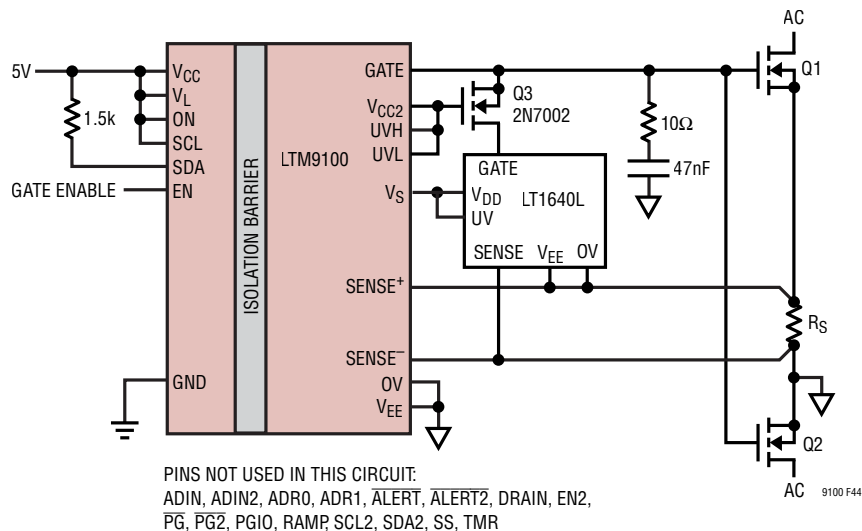 AC
5V
VCC
VL
ON
SCL
SDA
EN
GND
1.5k
GATE ENABLE
ISOLATION BARRIER
LTM9100
GATE
VCC2
UVH
UVL
VS
SENSE+
SENSE−
OV
VEE
Q3
2N7002
GATE
VDD
UV
LT1640L
SENSE VEE OV
10Ω
47nF
Q1
RS
Q2
AC
9100 F44
PINS NOT USED IN THIS CIRCUIT:
ADIN, ADIN2, ADR0, ADR1, ALERT, ALERT2, DRAIN, EN2,
PG, PG2, PGIO, RAMP, SCL2, SDA2, SS, TMR